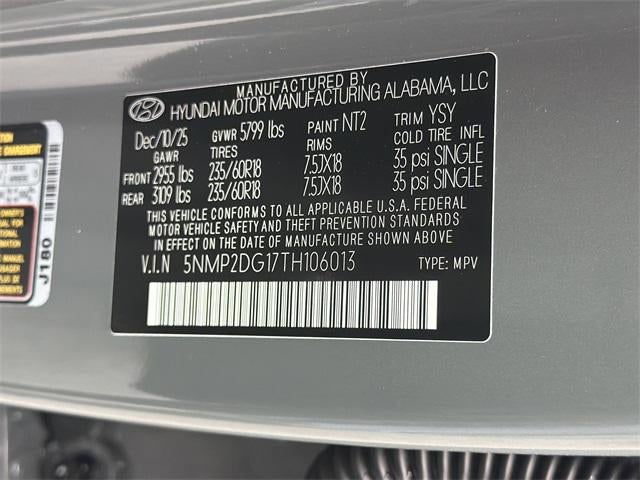 MANUFACTURED BY
HYUNDAI MOTOR MANUFACTURING ALABAMA, LLC
Dec/10/25 GVWR 5799 lbs PAINT NT2 TRIM YSY
GAWR TIRES RIMS COLD TIRE INFL
FRONT 2955 lbs 235/60R18 7.5JX18 35 psi SINGLE
REAR 3109 lbs 235/60R18 7.5JX18 35 psi SINGLE
THIS VEHICLE CONFORMS TO ALL APPLICABLE U.S.A. FEDERAL
MOTOR VEHICLE SAFETY AND THEFT PREVENTION STANDARDS
IN EFFECT ON THE DATE OF MANUFACTURE SHOWN ABOVE
V.I.N 5NMP2DG17TH106013 TYPE: MPV
J180